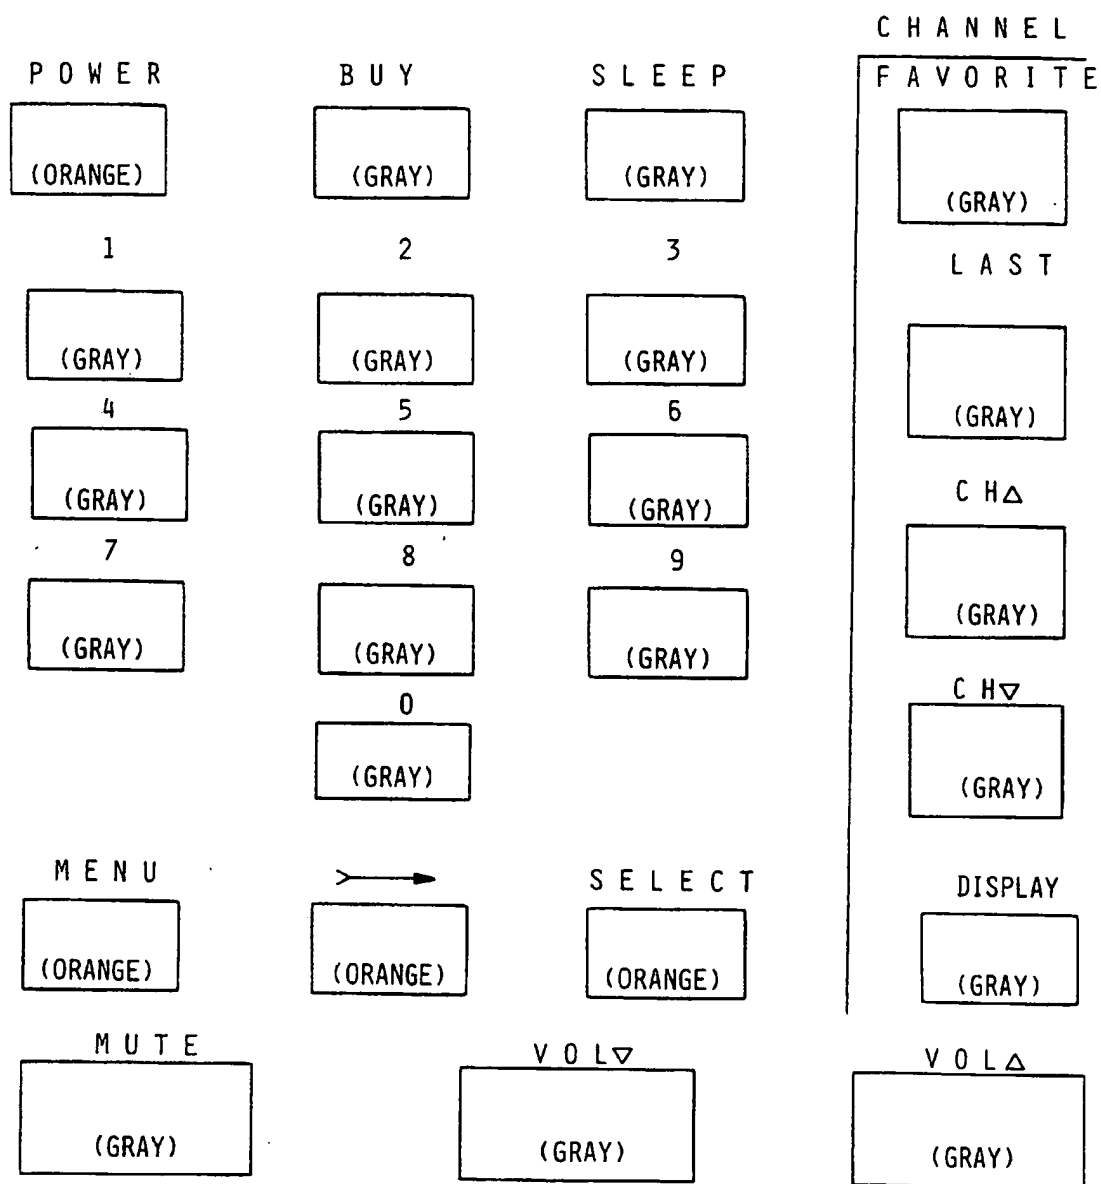 CHANNEL
POWER BUY SLEEP FAVORITE
(ORANGE) (GRAY) (GRAY) (GRAY)
1 2 3 LAST
(GRAY) (GRAY) (GRAY) (GRAY)
4 5 6
(GRAY) (GRAY) (GRAY)
CH△
7 8 9
(GRAY) (GRAY) (GRAY) (GRAY)
0 CH▽
(GRAY) (GRAY)
MENU >→ SELECT DISPLAY
(ORANGE) (ORANGE) (ORANGE) (GRAY)
MUTE VOL▽ VOL△
(GRAY) (GRAY) (GRAY)